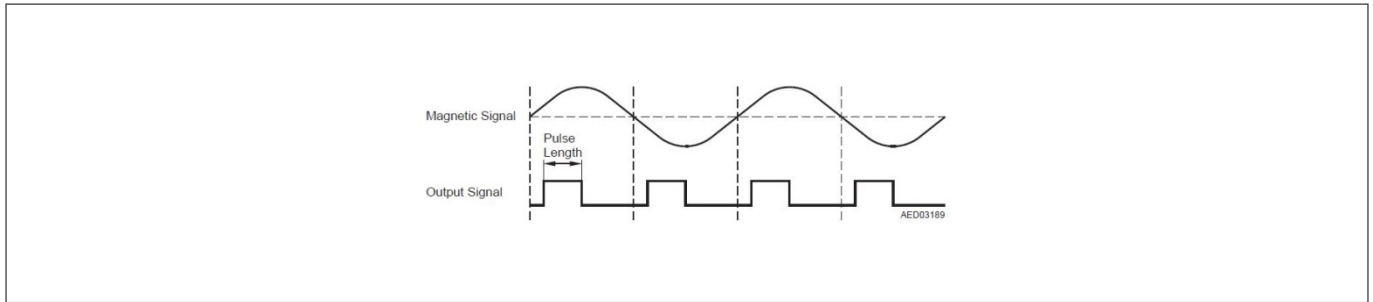 Magnetic Signal
Pulse
Length
Output Signal
AED03189